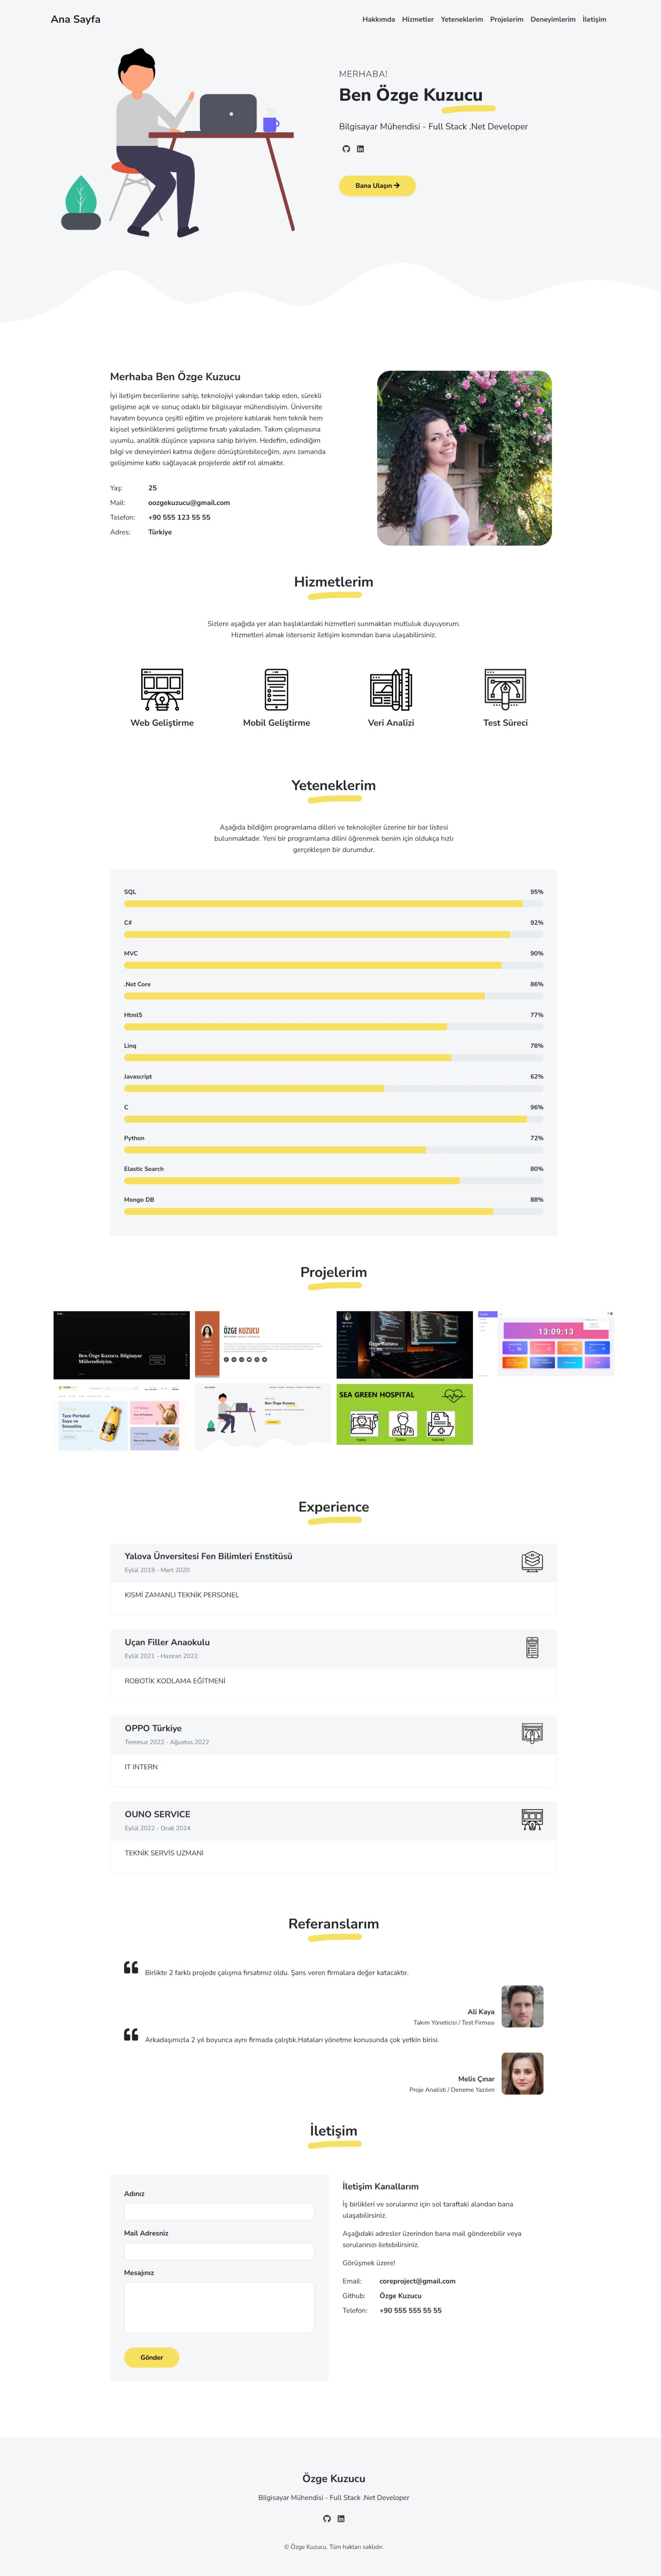 Ana Sayfa
Hakkımda Hizmetler Yeteneklerim Projelerim Deneyimlerim İletişim
MERHABA!
Ben Özge Kuzucu
Bilgisayar Mühendisi - Full Stack .Net Developer
Bana Ulaşın
Merhaba Ben Özge Kuzucu
İyi iletişim becerilerine sahip, teknolojiyi yakından takip eden, sürekli
gelişime açık ve sonuç odaklı bir bilgisayar mühendisiyim. Üniversite
hayatım boyunca çeşitli eğitim ve projelere katılarak hem teknik hem
kişisel yetkinliklerimi geliştirme fırsatı yakaladım. Takım çalışmasına
uyumlu, analitik düşünce yapısına sahip biriyim. Hedefim, edindiğim
bilgi ve deneyimleri katma değere dönüştürebileceğim, aynı zamanda
gelişimime katkı sağlayacak projelerde aktif rol almaktır.
Yaş: 25
Mail: oozgekuzucu@gmail.com
Telefon: +90 555 123 55 55
Adres: Türkiye
Hizmetlerim
Sizlere aşağıda yer alan başlıklardaki hizmetleri sunmaktan mutluluk duyuyorum.
Hizmetleri almak isterseniz iletişim kısmından bana ulaşabilirsiniz.
Web Geliştirme
Mobil Geliştirme
Veri Analizi
Test Süreci
Yeteneklerim
Aşağıda bildiğim programlama dilleri ve teknolojiler üzerine bir bar listesi
bulunmaktadır. Yeni bir programlama dilini öğrenmek benim için oldukça hızlı
gerçekleşen bir durumdur.
SQL 95%
C# 92%
MVC 90%
.Net Core 86%
Html5 77%
Linq 78%
Javascript 62%
C 96%
Python 72%
Elastic Search 80%
Mongo DB 88%
Projelerim
Ben Özge Kuzucu. Bilgisayar
Mühendisiyim.
ÖZGE KUZUCU
Özge Kuzucu
13:09:13
Taze Portakal
Suyu ve
Smoothie
Ben Özge Kuzucu
SEA GREEN HOSPITAL
Experience
Yalova Ünversitesi Fen Bilimleri Enstitüsü
Eylül 2019 - Mart 2020
KISMİ ZAMANLI TEKNİK PERSONEL
Uçan Filler Anaokulu
Eylül 2021 - Haziran 2022
ROBOTİK KODLAMA EĞİTMENİ
OPPO Türkiye
Temmuz 2022 - Ağustos 2022
IT INTERN
OUNO SERVICE
Eylül 2022 - Ocak 2024
TEKNİK SERVİS UZMANI
Referanslarım
Birlikte 2 farklı projede çalışma fırsatımız oldu. Şans veren firmalara değer katacaktır.
Ali Kaya
Takım Yöneticisi / Test Firması
Arkadaşımızla 2 yıl boyunca aynı firmada çalıştık.Hataları yönetme konusunda çok yetkin birisi.
Melis Çınar
Proje Analisti / Deneme Yazılım
İletişim
Adınız
Mail Adresniz
Mesajınız
Gönder
İletişim Kanallarım
İş birlikleri ve sorularınız için sol taraftaki alandan bana
ulaşabilirsiniz.
Aşağıdaki adresler üzerinden bana mail gönderebilir veya
sorularınızı iletebilirsiniz.
Görüşmek üzere!
Email: coreproject@gmail.com
Github: Özge Kuzucu
Telefon: +90 555 555 55 55
Özge Kuzucu
Bilgisayar Mühendisi - Full Stack .Net Developer
© Özge Kuzucu. Tüm hakları saklıdır.